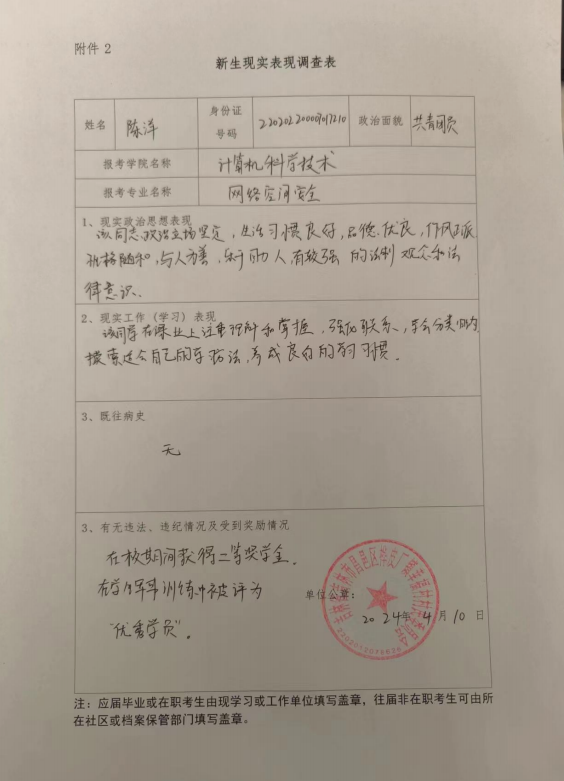 附件 2
新生现实表现调查表
姓名 陈洋 身份证号码 政治面貌 共青团员
报考学院名称 计算机科学技术
报考专业名称 网络空间安全
1、现实政治思想表现
该同志政治立场坚定，生活习惯良好，品德优良，作风正派
性格随和，与人为善，乐于助人，有较强 的法制 观念和法
律意识．
2、现实工作（学习）表现
该同学在课业上注重理解和掌握，强化联系，学会分类归纳
摸索适合自己的学习方法，养成良好的学习习惯．
3、既往病史
无
3、有无违法、违纪情况及受到奖励情况
在校期间获得二等奖学金．
在学习军事训练中被评为
“优秀学员”．
单位公章：
2024年 4月 10 日
注：应届毕业或在职考生由现学习或工作单位填写盖章，往届非在职考生可由所
在社区或档案保管部门填写盖章。